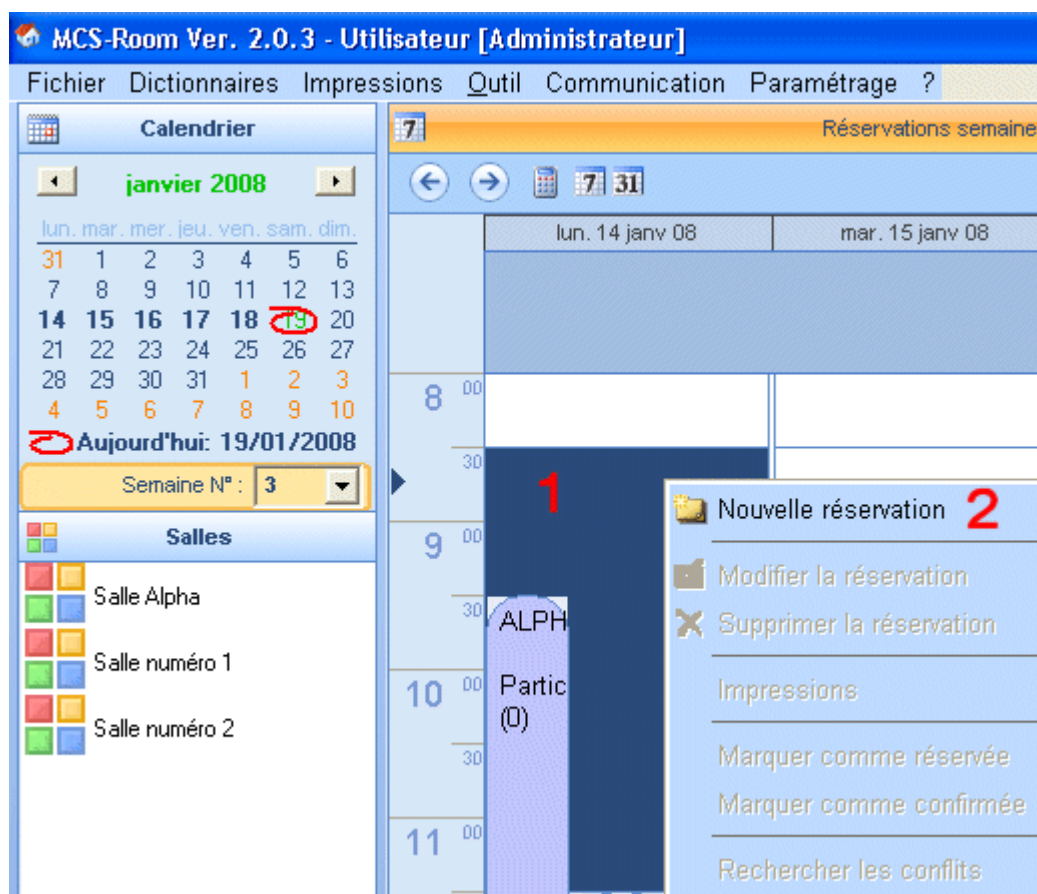 MCS-Room Ver. 2.0.3 - Utilisateur [Administrateur]
Fichier Dictionnaires Impressions Outil Communication Paramétrage ?
Calendrier
janvier 2008
lun. mar. mer. jeu. ven. sam. dim.
31 1 2 3 4 5 6
7 8 9 10 11 12 13
14 15 16 17 18 19 20
21 22 23 24 25 26 27
28 29 30 31 1 2 3
4 5 6 7 8 9 10
Aujourd'hui: 19/01/2008
Semaine N° : 3
Salles
Salle Alpha
Salle numéro 1
Salle numéro 2
7 Réservations semaine
7 31
lun. 14 janv 08 mar. 15 janv 08
8 00
30
9 00
30
10 00
30
11 00
1
ALPH
Partic
(0)
Nouvelle réservation 2
Modifier la réservation
Supprimer la réservation
Impressions
Marquer comme réservée
Marquer comme confirmée
Rechercher les conflits